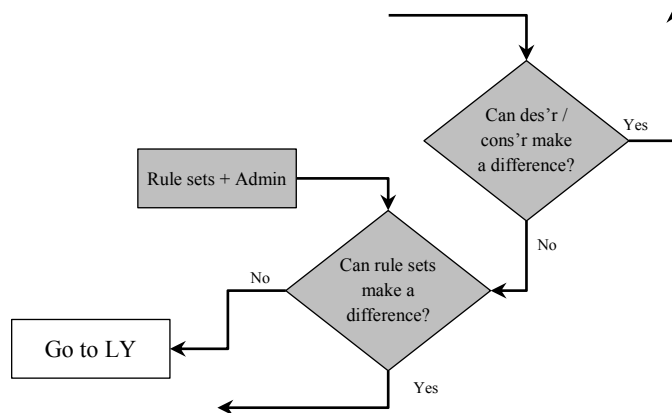 Can des’r /
cons’r make
a difference?
Yes
Rule sets + Admin
No
Can rule sets
make a
difference?
No
Go to LY
Yes